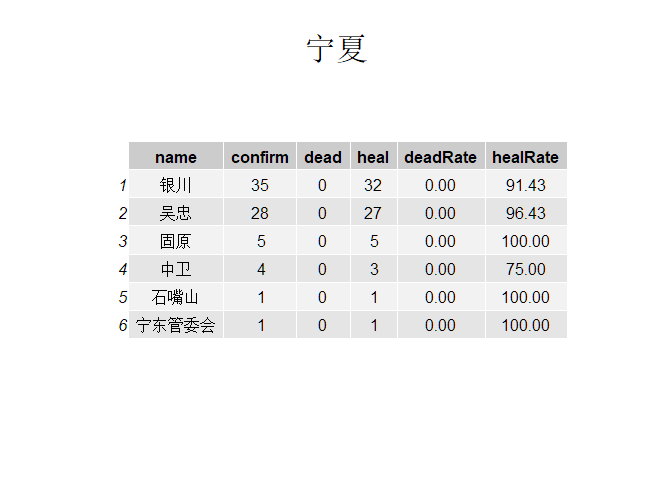 宁夏
name confirm dead heal deadRate healRate
1 银川 35 0 32 0.00 91.43
2 吴忠 28 0 27 0.00 96.43
3 固原 5 0 5 0.00 100.00
4 中卫 4 0 3 0.00 75.00
5 石嘴山 1 0 1 0.00 100.00
6 宁东管委会 1 0 1 0.00 100.00